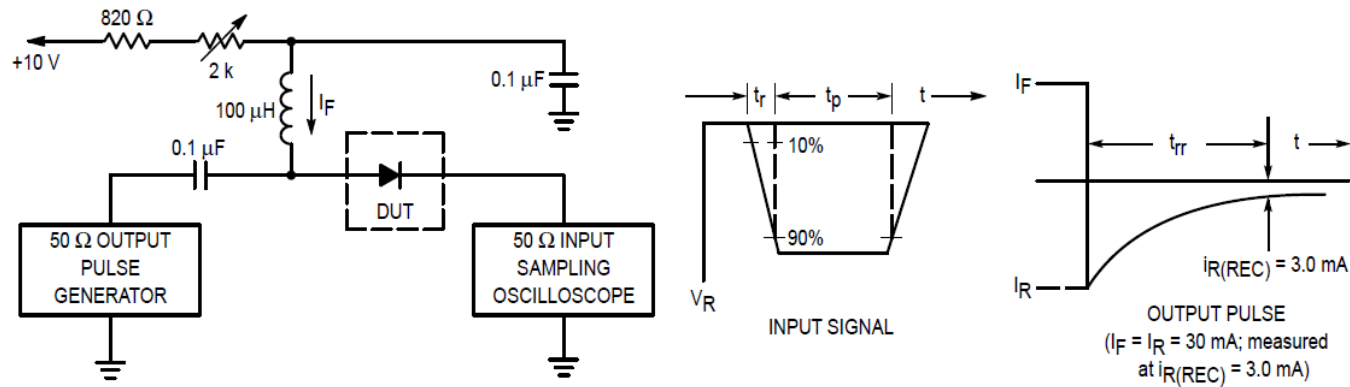 820 Ω
+10 V
2 k
0.1 μF
100 μH
IF
0.1 μF
DUT
50 Ω OUTPUT
PULSE
GENERATOR
50 Ω INPUT
SAMPLING
OSCILLOSCOPE
tr
tp
t
10%
90%
VR
INPUT SIGNAL
IF
trr
t
iR(REC) = 3.0 mA
IR
OUTPUT PULSE
(IF = IR = 30 mA; measured
at iR(REC) = 3.0 mA)